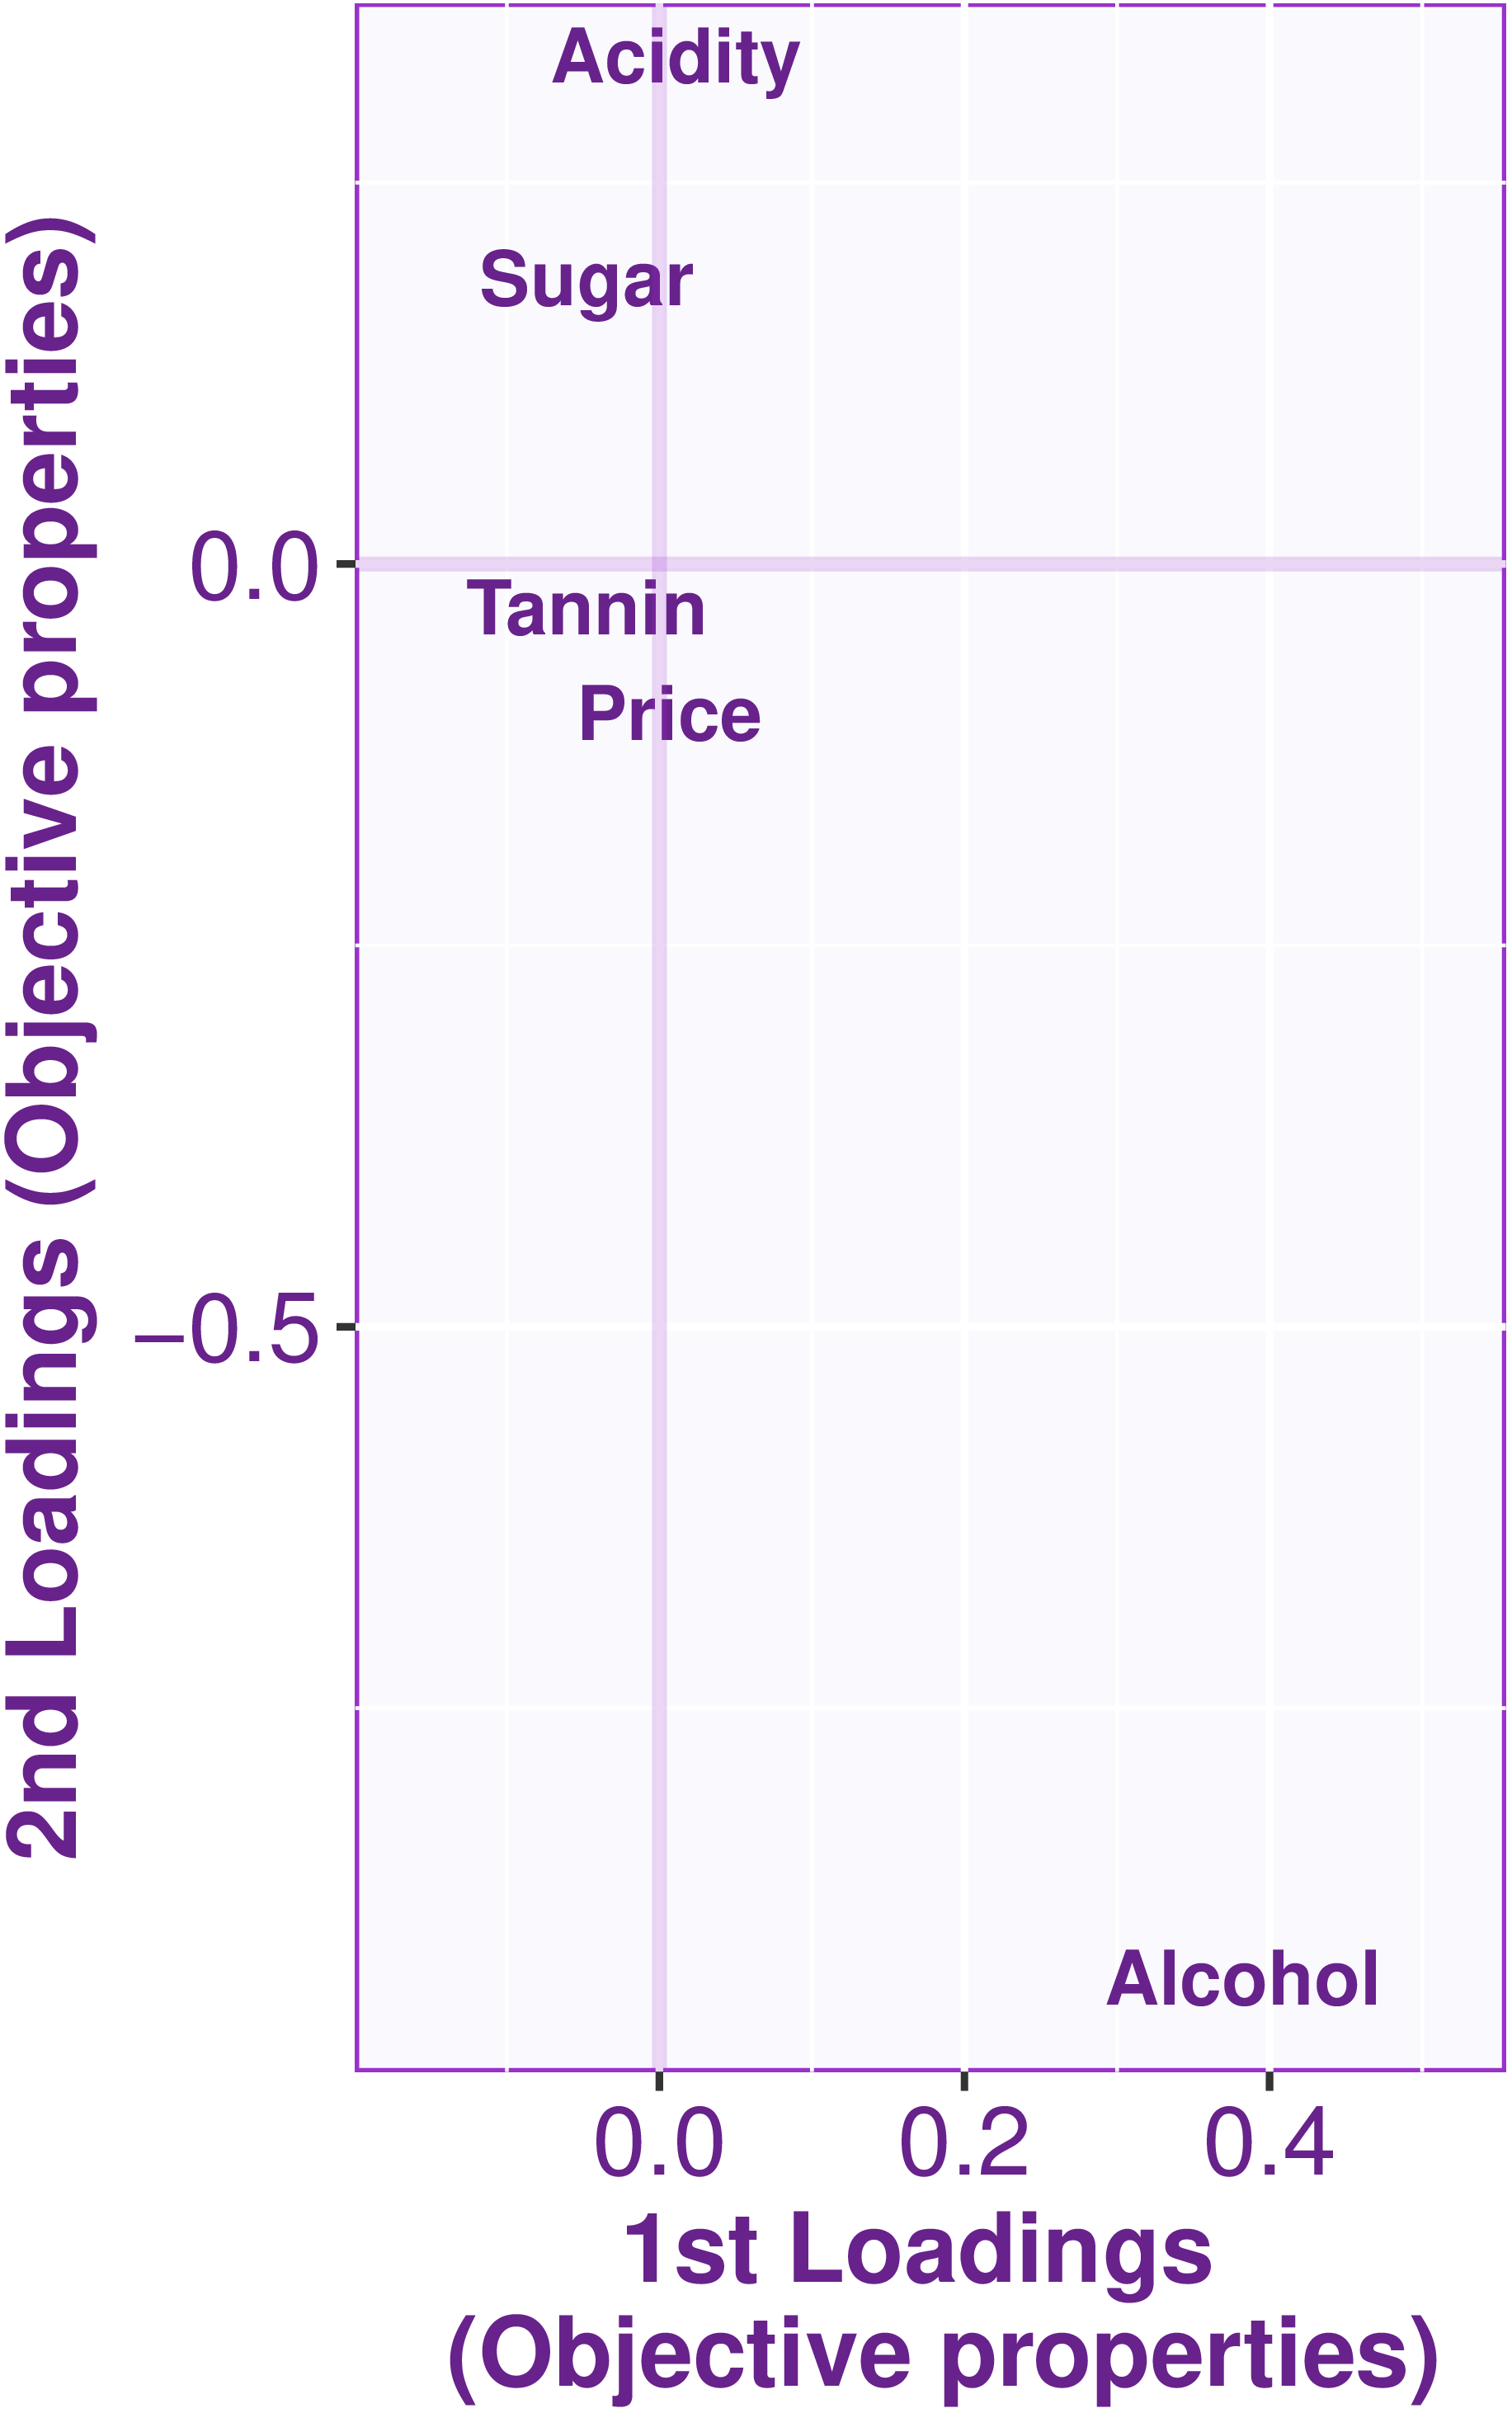 Acidity
Sugar
0.0
Tannin
Price
2nd Loadings (Objective properties)
−0.5
Alcohol
0.0 0.2 0.4
1st Loadings
(Objective properties)